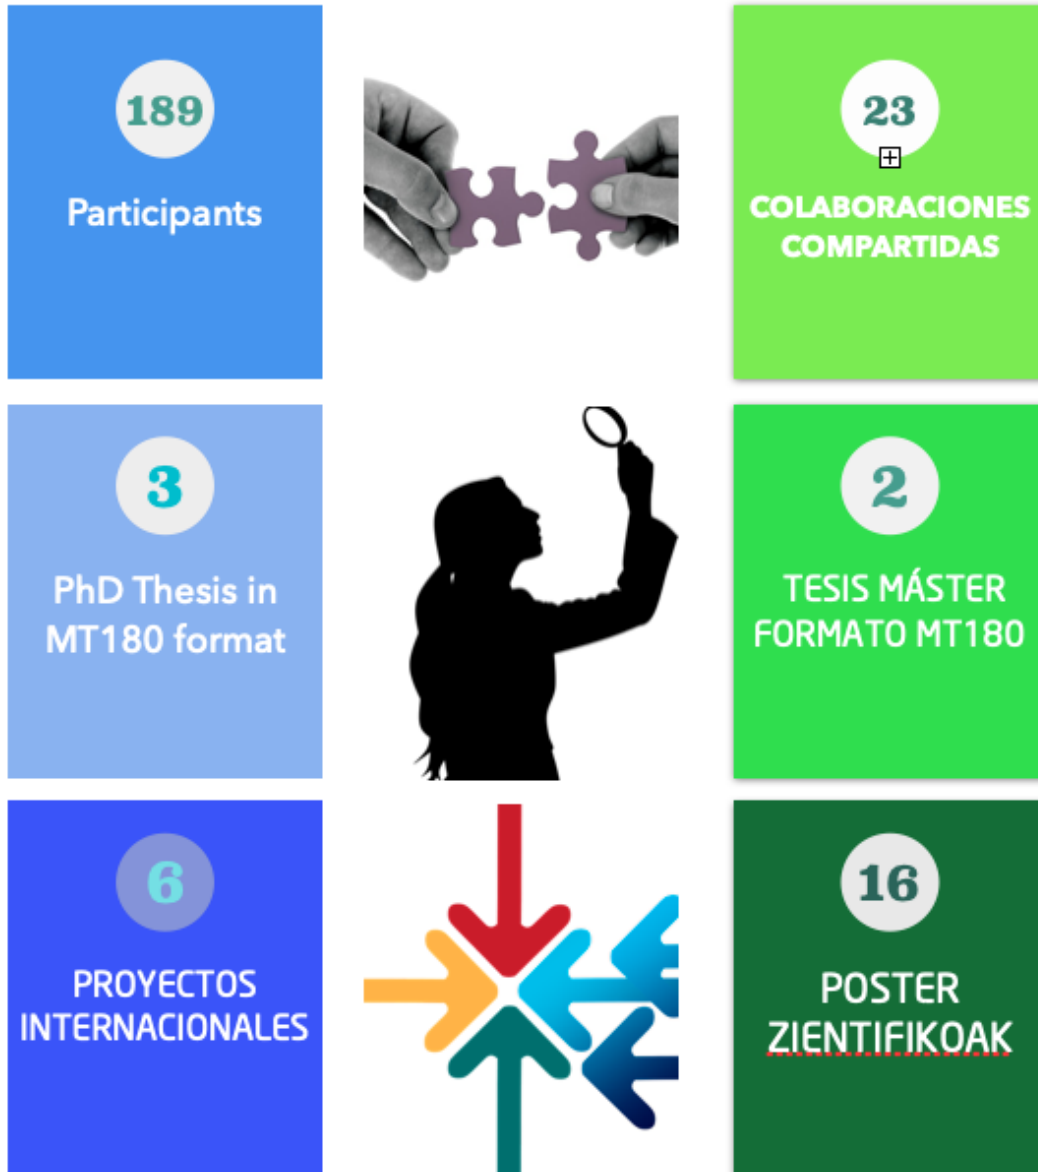 189
Participants
23
COLABORACIONES
COMPARTIDAS
3
PhD Thesis in
MT180 format
2
TESIS MÁSTER
FORMATO MT180
6
PROYECTOS
INTERNACIONALES
16
POSTER
ZIENTIFIKOAK